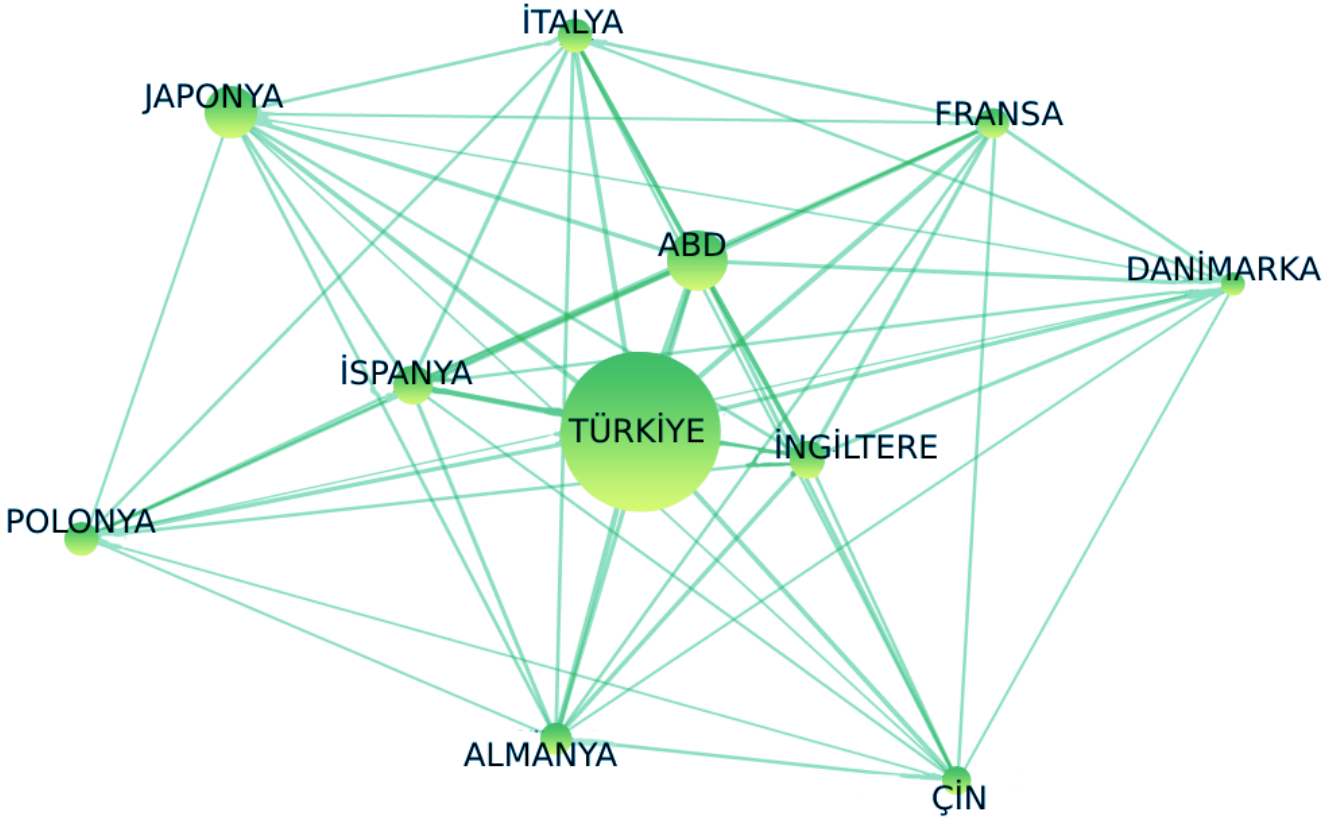 İTALYA
JAPONYA
FRANSA
ABD
DANİMARKA
İSPANYA
TÜRKİYE
İNGİLTERE
POLONYA
ALMANYA
ÇİN